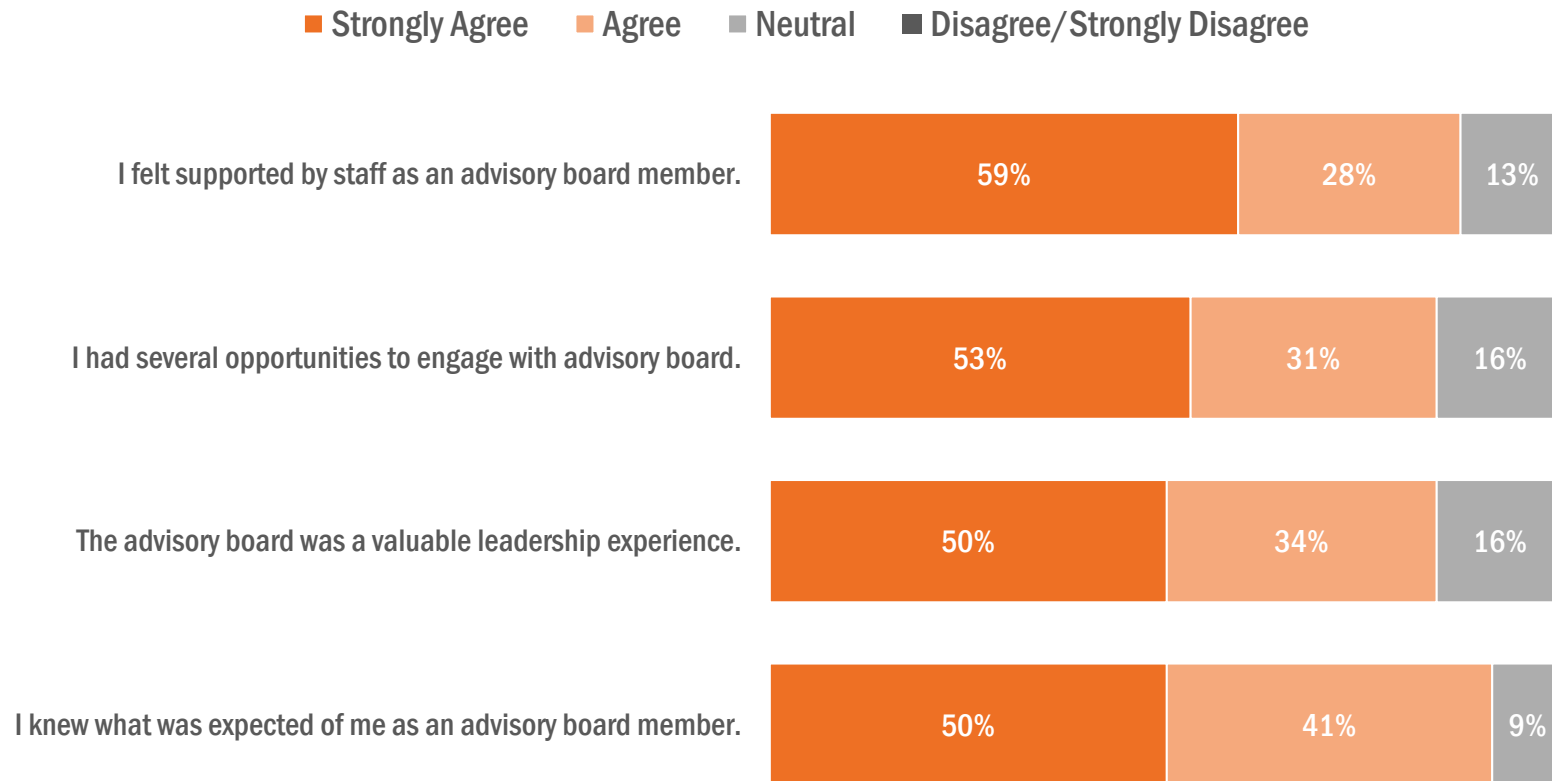 Strongly Agree Agree Neutral Disagree/Strongly Disagree
I felt supported by staff as an advisory board member. 59% 28% 13%
I had several opportunities to engage with advisory board. 53% 31% 16%
The advisory board was a valuable leadership experience. 50% 34% 16%
I knew what was expected of me as an advisory board member. 50% 41% 9%